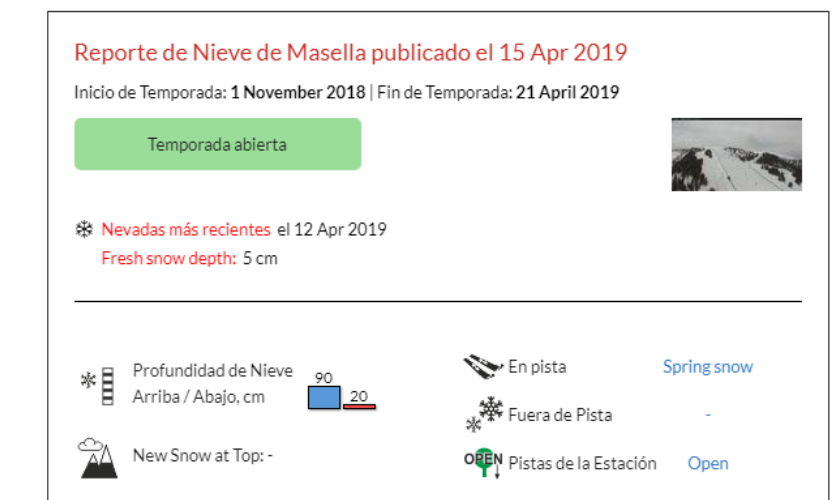 Reporte de Nieve de Masella publicado el 15 Apr 2019
Inicio de Temporada: 1 November 2018 | Fin de Temporada: 21 April 2019
Temporada abierta
Nevadas más recientes el 12 Apr 2019
Fresh snow depth: 5 cm
Profundidad de Nieve
Arriba / Abajo, cm
90
20
New Snow at Top: -
En pista Spring snow
Fuera de Pista -
OPEN Pistas de la Estación Open